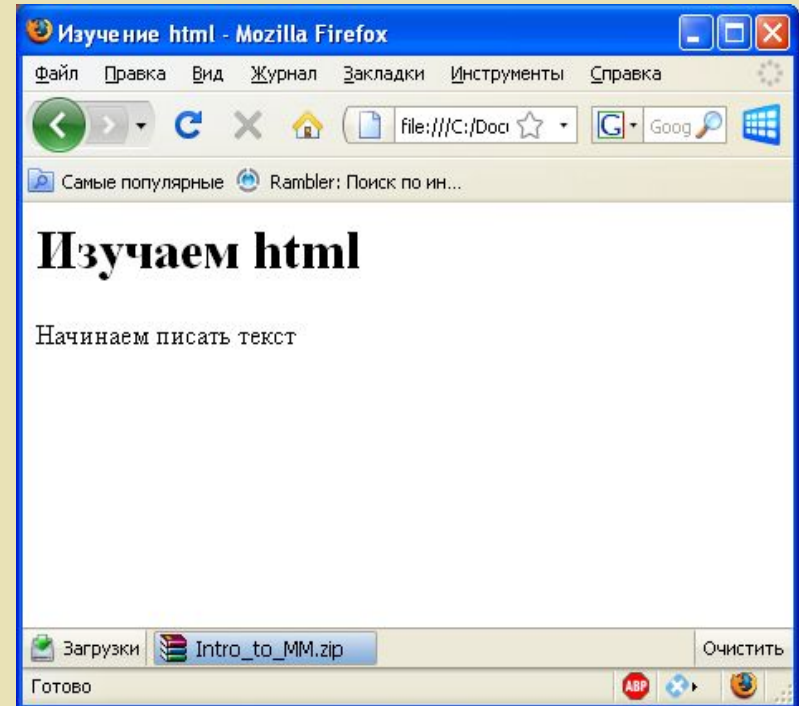 Изучение html - Mozilla Firefox
Файл Правка Вид Журнал Закладки Инструменты Справка
file:///C:/Doc G Goog
Самые популярные Rambler: Поиск по ин...
Изучаем html
Начинаем писать текст
Загрузки Intro_to_MM.zip Очистить
Готово ABP